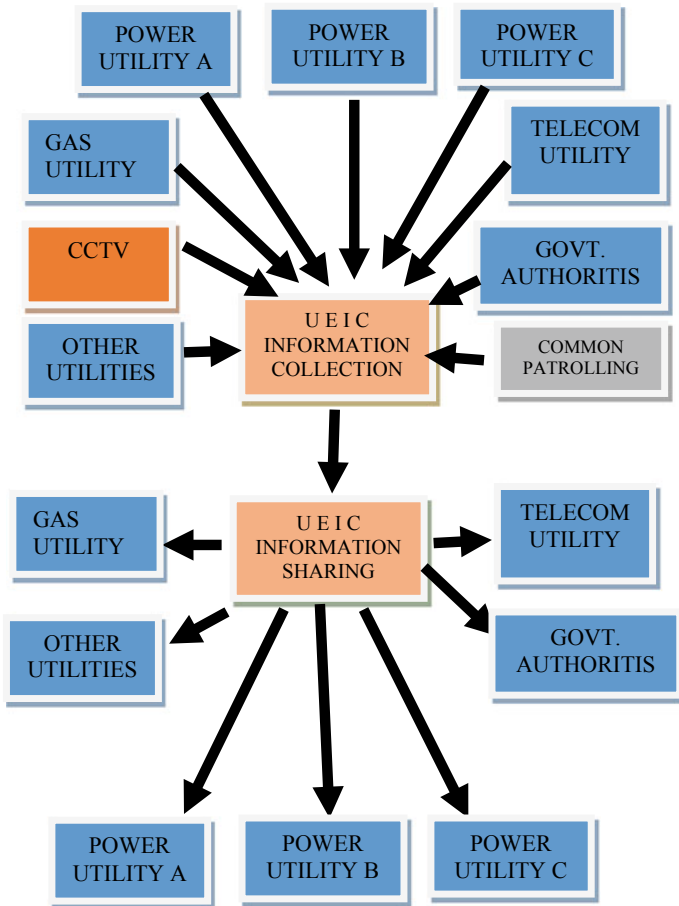 POWER
UTILITY A
POWER
UTILITY B
POWER
UTILITY C
GAS
UTILITY
TELECOM
UTILITY
CCTV
GOVT.
AUTHORITIS
U E I C
INFORMATION
COLLECTION
OTHER
UTILITIES
COMMON
PATROLLING
GAS
UTILITY
U E I C
INFORMATION
SHARING
TELECOM
UTILITY
OTHER
UTILITIES
GOVT.
AUTHORITIS
POWER
UTILITY A
POWER
UTILITY B
POWER
UTILITY C